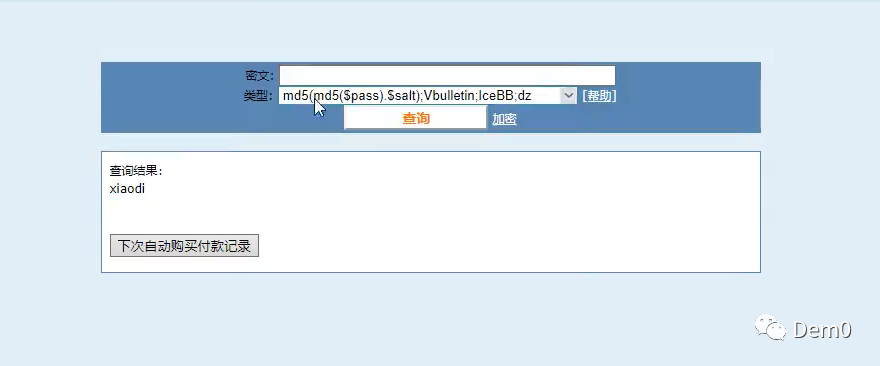 密文:
类型: md5(md5($pass).$salt);Vbulletin;IceBB;dz [帮助]
查询 加密
查询结果:
xiaodi
下次自动购买付款记录
Dem0